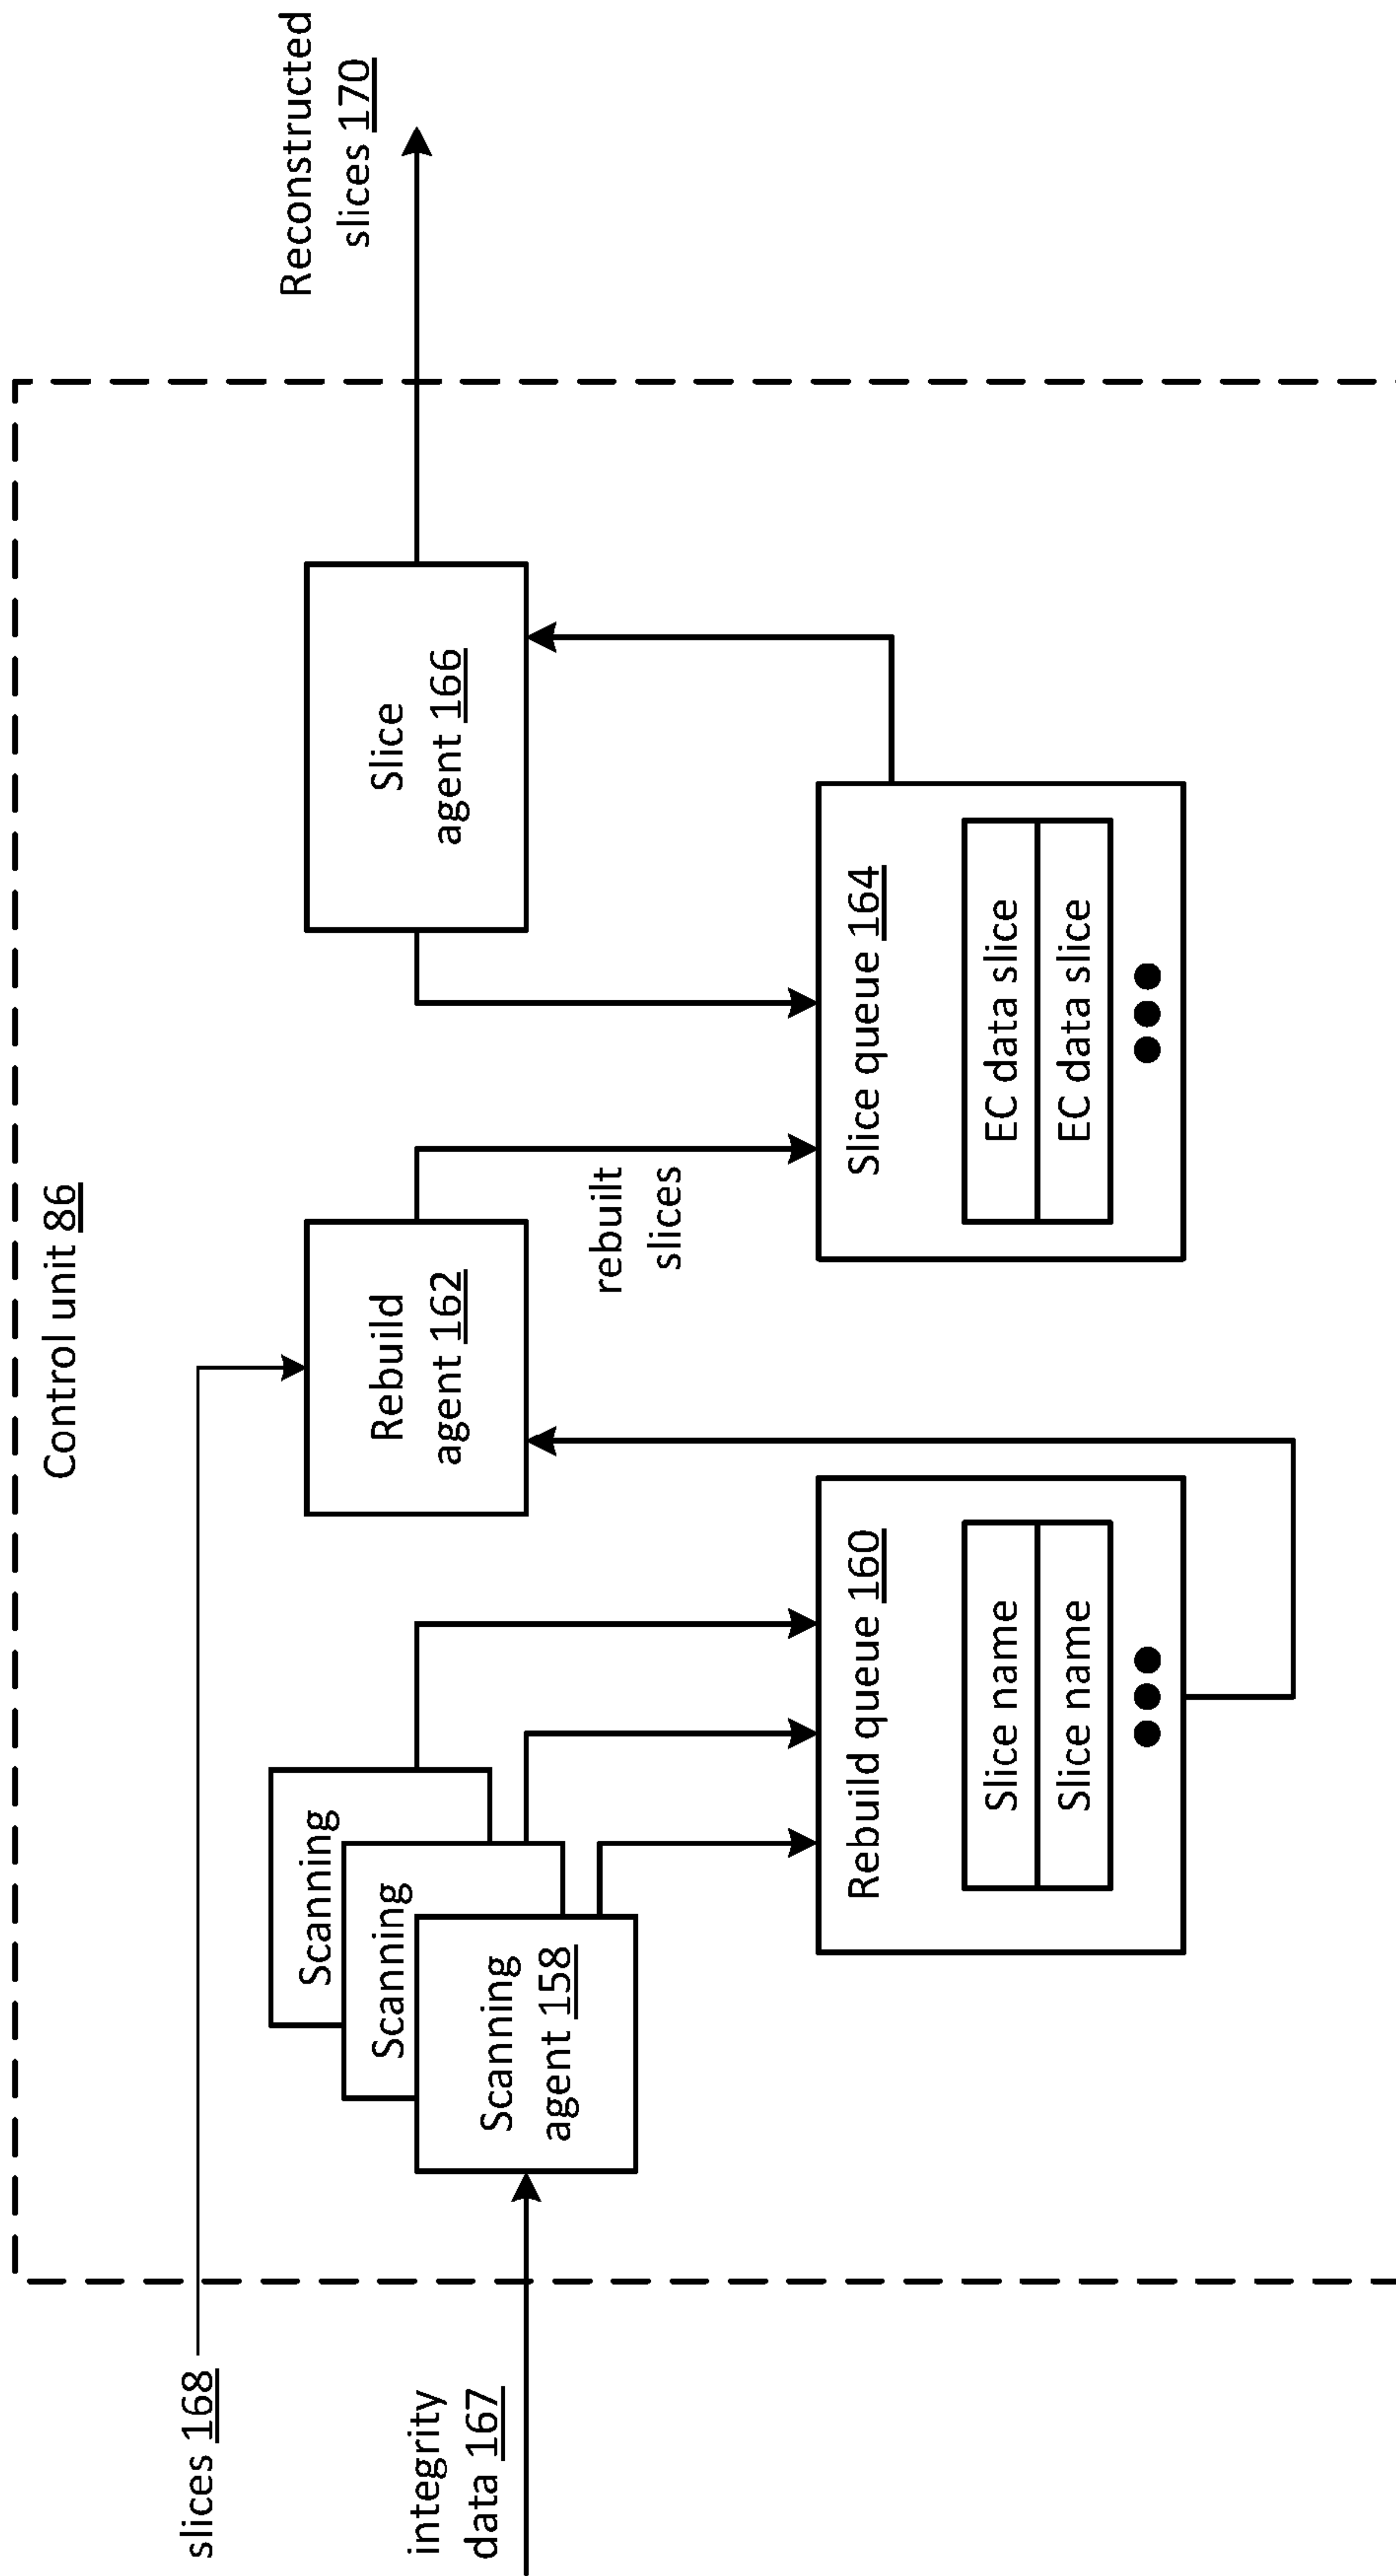 Control unit 86
slices 168
integrity
data 167
Scanning
Scanning
Scanning
agent 158
Rebuild queue 160
Slice name
Slice name
Rebuild
agent 162
rebuilt
slices
Slice queue 164
EC data slice
EC data slice
Slice
agent 166
Reconstructed
slices 170